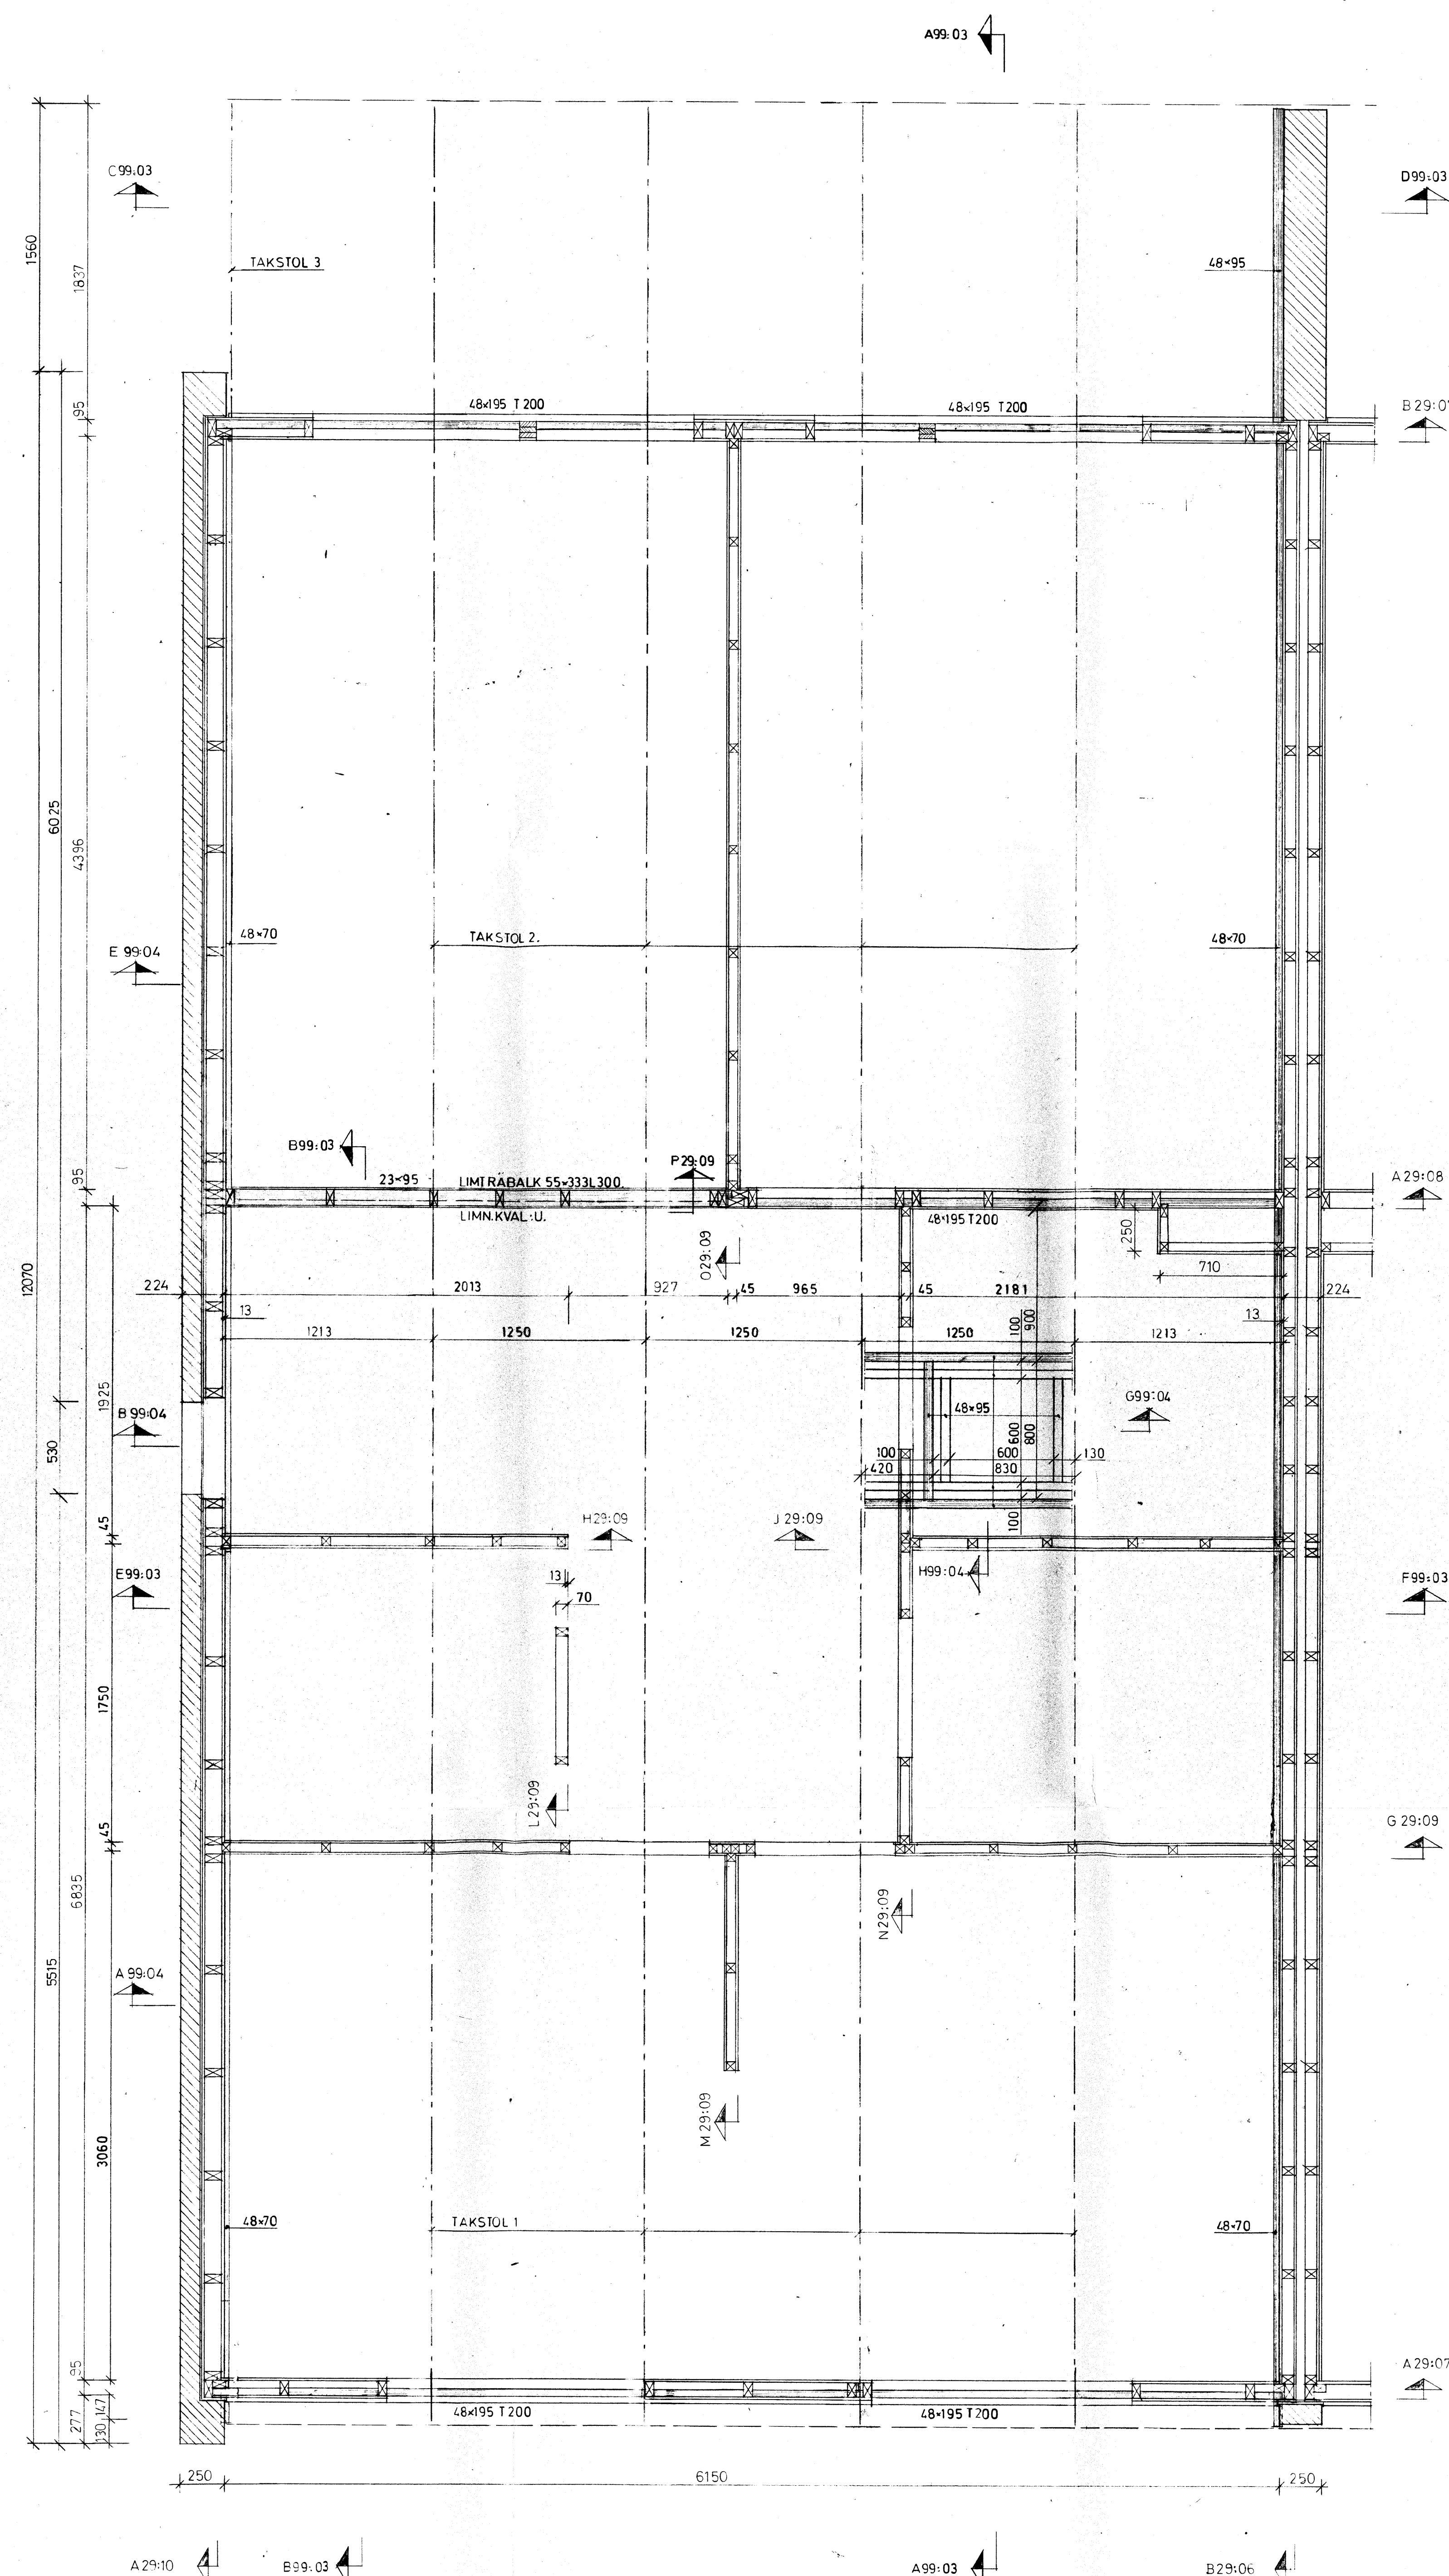 A99:03
C99:03
D99:03
1560
1837
TAKSTOL 3
48×95
95
48×195 T200
48×195 T200
6025
4396
48×70
TAKSTOL 2.
48×70
E 99:04
B99:03
P29:09
95
23×95
LIMTRÄBALK 55×333L300.
A29:08
LIMN.KVAL:U.
48×195 T200
O29:09
250
710
12070
224
2013
927
45
965
45
2181
224
13
13
1213
1250
1250
1250
1213
100
900
1925
B 99:04
530
48×95
G99:04
600
800
100
600
130
420
830
100
45
H29:09
J 29:09
E99:03
13
70
H99:04
F99:03
1750
L29:09
45
G 29:09
6835
N29:09
5515
A 99:04
3060
M 29:09
48×70
TAKSTOL 1
48×70
95
A29:07
277
147
130
48×195 T200
48×195 T200
250
6150
250
A29:10
B99:03
A99:03
B29:06